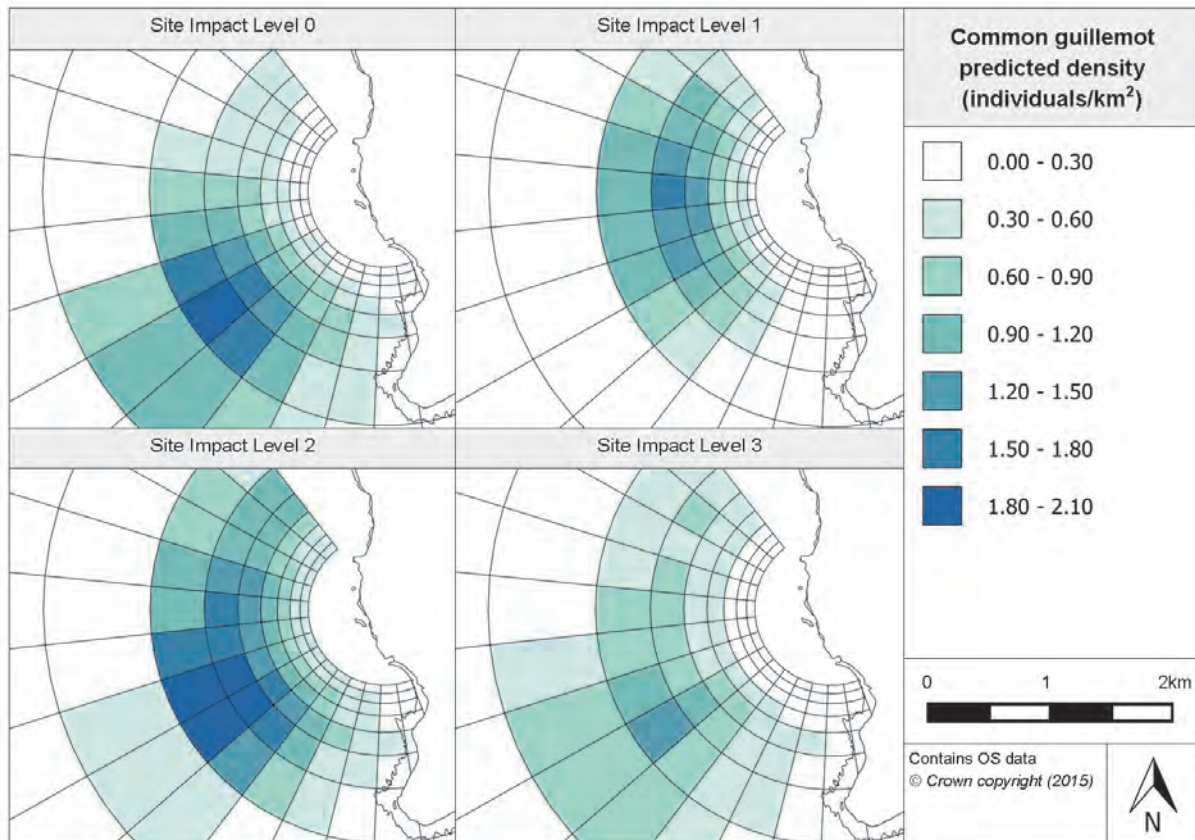 Site Impact Level 0
Site Impact Level 1
Site Impact Level 2
Site Impact Level 3
Common guillemot
predicted density
(individuals/km²)
0.00 - 0.30
0.30 - 0.60
0.60 - 0.90
0.90 - 1.20
1.20 - 1.50
1.50 - 1.80
1.80 - 2.10
0 1 2km
Contains OS data
© Crown copyright (2015)
N